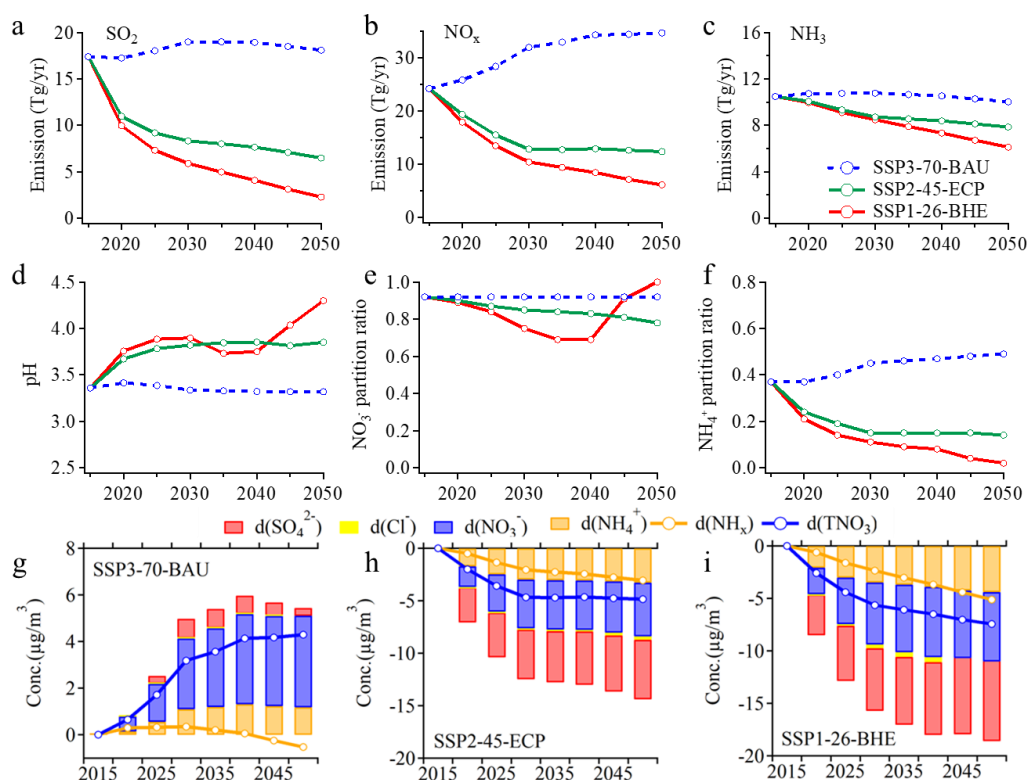 a SO2
Emission (Tg/yr)
20
15
10
5
0
2020 2030 2040 2050
b NOx
Emission (Tg/yr)
30
20
10
0
2020 2030 2040 2050
c NH3
Emission (Tg/yr)
16
12
8
4
0
SSP3-70-BAU
SSP2-45-ECP
SSP1-26-BHE
2020 2030 2040 2050
d
pH
4.5
4.0
3.5
3.0
2.5
2020 2030 2040 2050
e
NO3- partition ratio
1.0
0.8
0.6
0.4
0.2
0.0
2020 2030 2040 2050
f
NH4+ partition ratio
0.8
0.6
0.4
0.2
0.0
2020 2030 2040 2050
d(SO4 2-) d(Cl-) d(NO3-) d(NH4+) d(NHx) d(TNO3)
g
SSP3-70-BAU
Conc.(μg/m3)
8
6
4
2
0
2015 2025 2035 2045
h
SSP2-45-ECP
Conc.(μg/m3)
0
-5
-10
-15
-20
2015 2025 2035 2045
i
SSP1-26-BHE
Conc.(μg/m3)
0
-5
-10
-15
-20
2015 2025 2035 2045